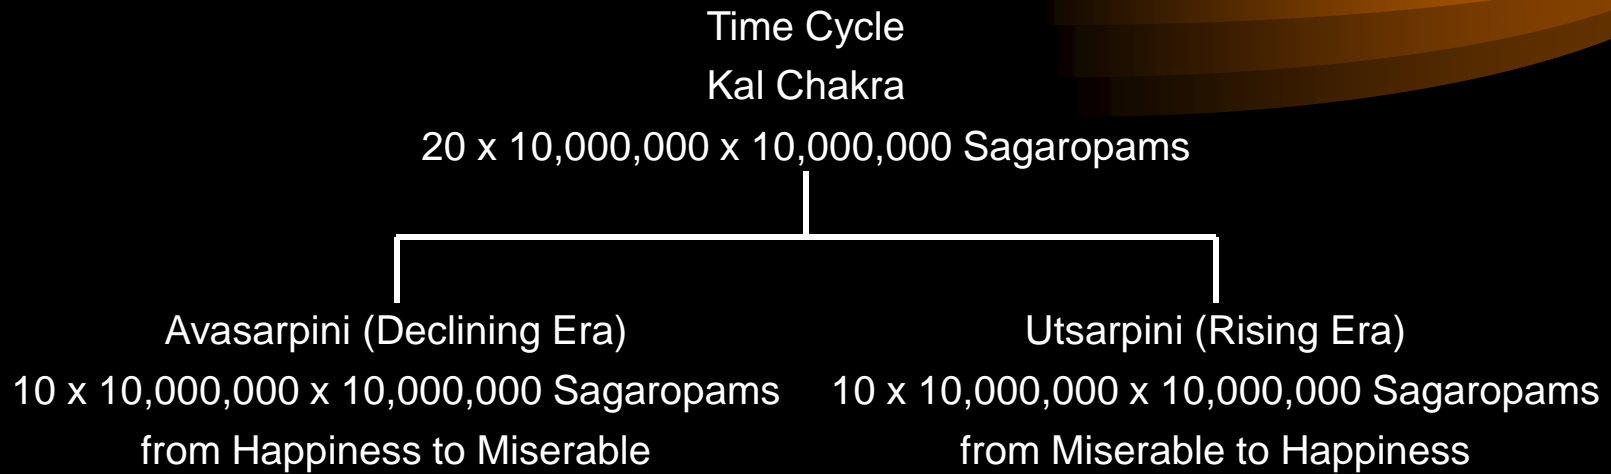 Time Cycle
Kal Chakra
20 x 10,000,000 x 10,000,000 Sagaropams
Avasarpini (Declining Era)
10 x 10,000,000 x 10,000,000 Sagaropams
from Happiness to Miserable
Utsarpini (Rising Era)
10 x 10,000,000 x 10,000,000 Sagaropams
from Miserable to Happiness